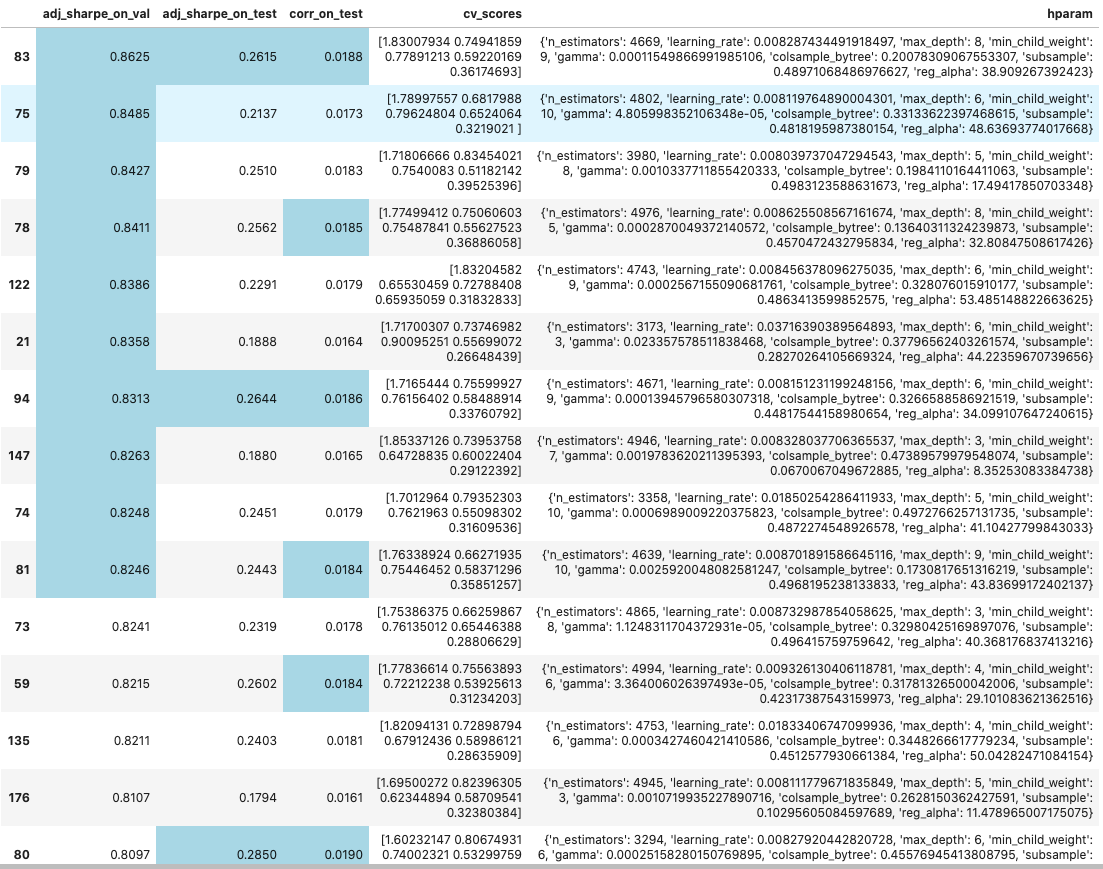 adj_sharpe_on_val adj_sharpe_on_test corr_on_test cv_scores hparam
[1.83007934 0.74941859 {'n_estimators': 4669, 'learning_rate': 0.008287434491918497, 'max_depth': 8, 'min_child_weight':
83 0.8625 0.2615 0.0188 0.77891213 0.59220169 9, 'gamma': 0.00011549866991985106, 'colsample_bytree': 0.20078309067553307, 'subsample':
0.36174693] 0.48971068486976627, 'reg_alpha': 38.909267392423}
[1.78997557 0.6817988 {'n_estimators': 4802, 'learning_rate': 0.008119764890004301, 'max_depth': 6, 'min_child_weight':
75 0.8485 0.2137 0.0173 0.79624804 0.6524064 10, 'gamma': 4.805998352106348e-05, 'colsample_bytree': 0.33133622397468615, 'subsample':
0.3219021 ] 0.4818195987380154, 'reg_alpha': 48.63693774017668}
[1.71806666 0.83454021 {'n_estimators': 3980, 'learning_rate': 0.008039737047294543, 'max_depth': 5, 'min_child_weight':
79 0.8427 0.2510 0.0183 0.7540083 0.51182142 8, 'gamma': 0.0010337711855420333, 'colsample_bytree': 0.1984110164411063, 'subsample':
0.39525396] 0.4983123588631673, 'reg_alpha': 17.49417850703348}
[1.77499412 0.75060603 {'n_estimators': 4976, 'learning_rate': 0.008625508567161674, 'max_depth': 8, 'min_child_weight':
78 0.8411 0.2562 0.0185 0.75487841 0.55627523 5, 'gamma': 0.0002870049372140572, 'colsample_bytree': 0.13640311324239873, 'subsample':
0.36886058] 0.4570472432795834, 'reg_alpha': 32.80847508617426}
[1.83204582 {'n_estimators': 4743, 'learning_rate': 0.008456378096275035, 'max_depth': 6, 'min_child_weight':
122 0.8386 0.2291 0.0179 0.65530459 0.72788408 9, 'gamma': 0.0002567155090681761, 'colsample_bytree': 0.328076015910177, 'subsample':
0.65935059 0.31832833] 0.4863413599852575, 'reg_alpha': 53.485148822663625}
[1.71700307 0.73746982 {'n_estimators': 3173, 'learning_rate': 0.03716390389564893, 'max_depth': 6, 'min_child_weight':
21 0.8358 0.1888 0.0164 0.90095251 0.55699072 3, 'gamma': 0.023357578511838468, 'colsample_bytree': 0.37796562403261574, 'subsample':
0.26648439] 0.28270264105669324, 'reg_alpha': 44.22359670739656}
[1.7165444 0.75599927 {'n_estimators': 4671, 'learning_rate': 0.008151231199248156, 'max_depth': 6, 'min_child_weight':
94 0.8313 0.2644 0.0186 0.76156402 0.58488914 9, 'gamma': 0.00013945796580307318, 'colsample_bytree': 0.3266588586921519, 'subsample':
0.33760792] 0.44817544158980654, 'reg_alpha': 34.099107647240615}
[1.85337126 0.73953758 {'n_estimators': 4946, 'learning_rate': 0.008328037706365537, 'max_depth': 3, 'min_child_weight':
147 0.8263 0.1880 0.0165 0.64728835 0.60022404 7, 'gamma': 0.0019783620211395393, 'colsample_bytree': 0.47389579979548074, 'subsample':
0.29122392] 0.0670067049672885, 'reg_alpha': 8.35253083384738}
[1.7012964 0.79352303 {'n_estimators': 3358, 'learning_rate': 0.01850254286411933, 'max_depth': 5, 'min_child_weight':
74 0.8248 0.2451 0.0179 0.7621963 0.55098302 10, 'gamma': 0.0006989009220375823, 'colsample_bytree': 0.4972766257131735, 'subsample':
0.31609536] 0.4872274548926578, 'reg_alpha': 41.10427799843033}
[1.76338924 0.66271935 {'n_estimators': 4639, 'learning_rate': 0.008701891586645116, 'max_depth': 9, 'min_child_weight':
81 0.8246 0.2443 0.0184 0.75446452 0.58371296 10, 'gamma': 0.0025920048082581247, 'colsample_bytree': 0.1730817651316219, 'subsample':
0.35851257] 0.4968195238133833, 'reg_alpha': 43.83699172402137}
[1.75386375 0.66259867 {'n_estimators': 4865, 'learning_rate': 0.008732987854058625, 'max_depth': 3, 'min_child_weight':
73 0.8241 0.2319 0.0178 0.76135012 0.65446388 8, 'gamma': 1.1248311704372931e-05, 'colsample_bytree': 0.32980425169897076, 'subsample':
0.28806629] 0.496415759759642, 'reg_alpha': 40.368176837413216}
[1.77836614 0.75563893 {'n_estimators': 4994, 'learning_rate': 0.009326130406118781, 'max_depth': 4, 'min_child_weight':
59 0.8215 0.2602 0.0184 0.72212238 0.53925613 6, 'gamma': 3.364006026397493e-05, 'colsample_bytree': 0.31781326500042006, 'subsample':
0.31234203] 0.42317387543159973, 'reg_alpha': 29.101083621362516}
[1.82094131 0.72898794 {'n_estimators': 4753, 'learning_rate': 0.01833406747099936, 'max_depth': 4, 'min_child_weight':
135 0.8211 0.2403 0.0181 0.67912436 0.58986121 6, 'gamma': 0.0003427460421410586, 'colsample_bytree': 0.3448266617779234, 'subsample':
0.28635909] 0.4512577930661384, 'reg_alpha': 50.04282471084154}
[1.69500272 0.82396305 {'n_estimators': 4945, 'learning_rate': 0.008111779671835849, 'max_depth': 5, 'min_child_weight':
176 0.8107 0.1794 0.0161 0.62344894 0.58709541 3, 'gamma': 0.0010719935227890716, 'colsample_bytree': 0.2628150362427591, 'subsample':
0.32380384] 0.10295605084597689, 'reg_alpha': 11.478965007175075}
[1.60232147 0.80674931 {'n_estimators': 3294, 'learning_rate': 0.00827920442820728, 'max_depth': 6, 'min_child_weight':
80 0.8097 0.2850 0.0190 0.74002321 0.53299759 6, 'gamma': 0.00025158280150769895, 'colsample_bytree': 0.45576945413808795, 'subsample':